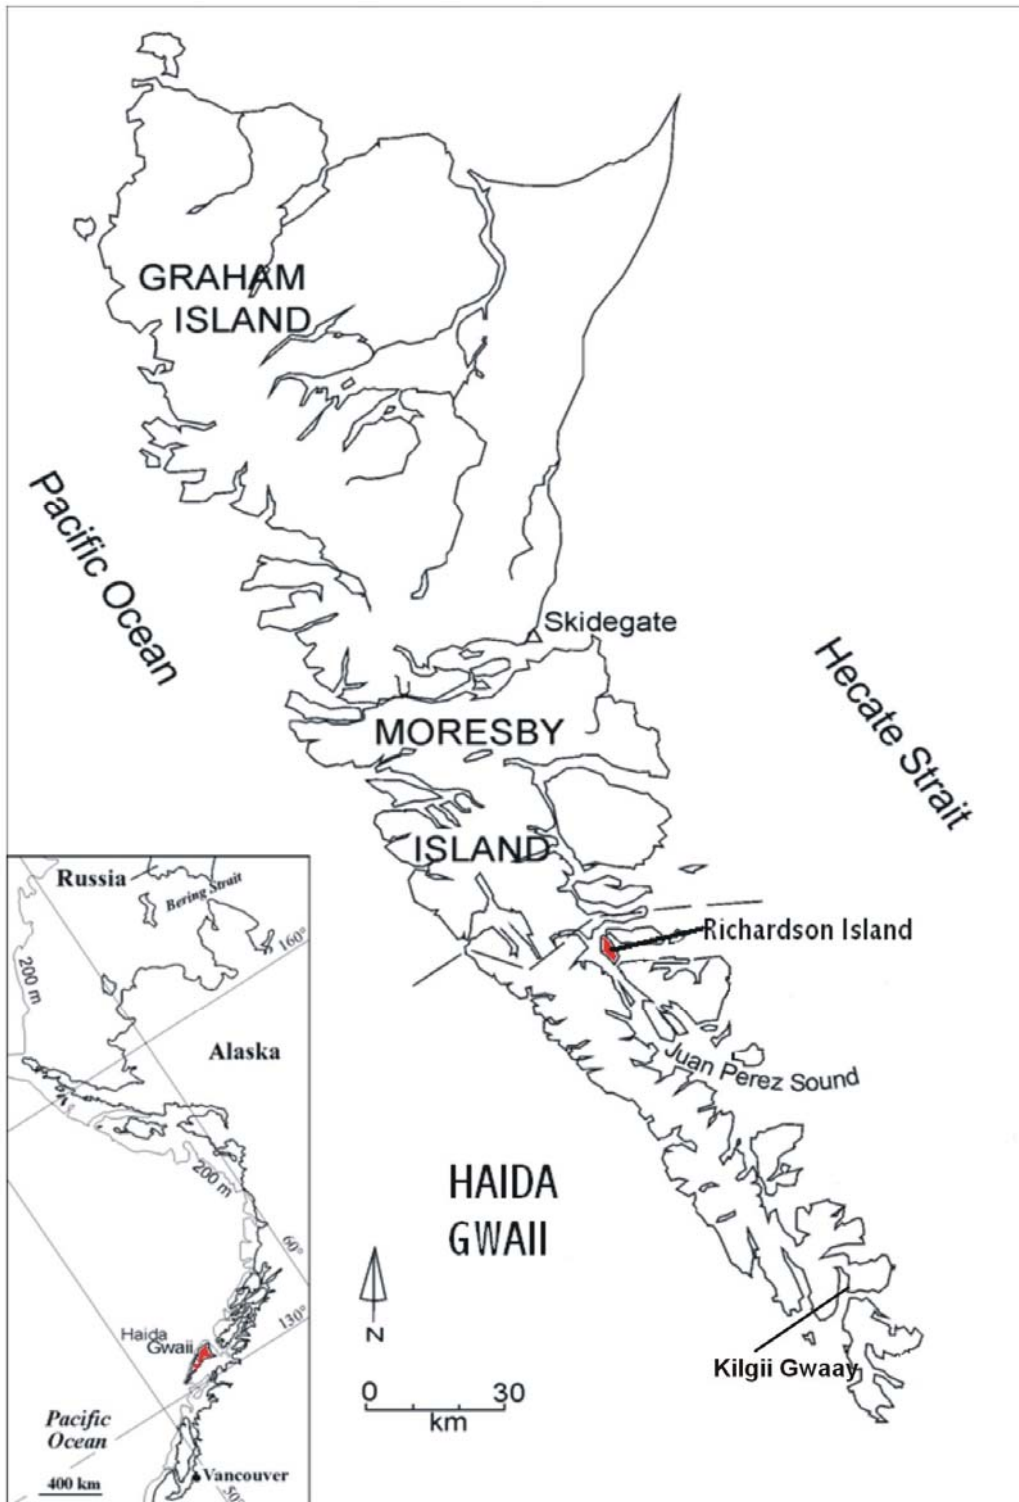 GRAHAM
ISLAND
Pacific Ocean
Skidegate
Hecate Strait
MORESBY
ISLAND
Richardson Island
Juan Perez Sound
HAIDA
GWAII
N
0 30
km
Kilgii Gwaay
Russia
Bering Strait
160°
200 m
Alaska
200 m
60°
130°
Haida
Gwaii
Pacific
Ocean
Vancouver
400 km
50°